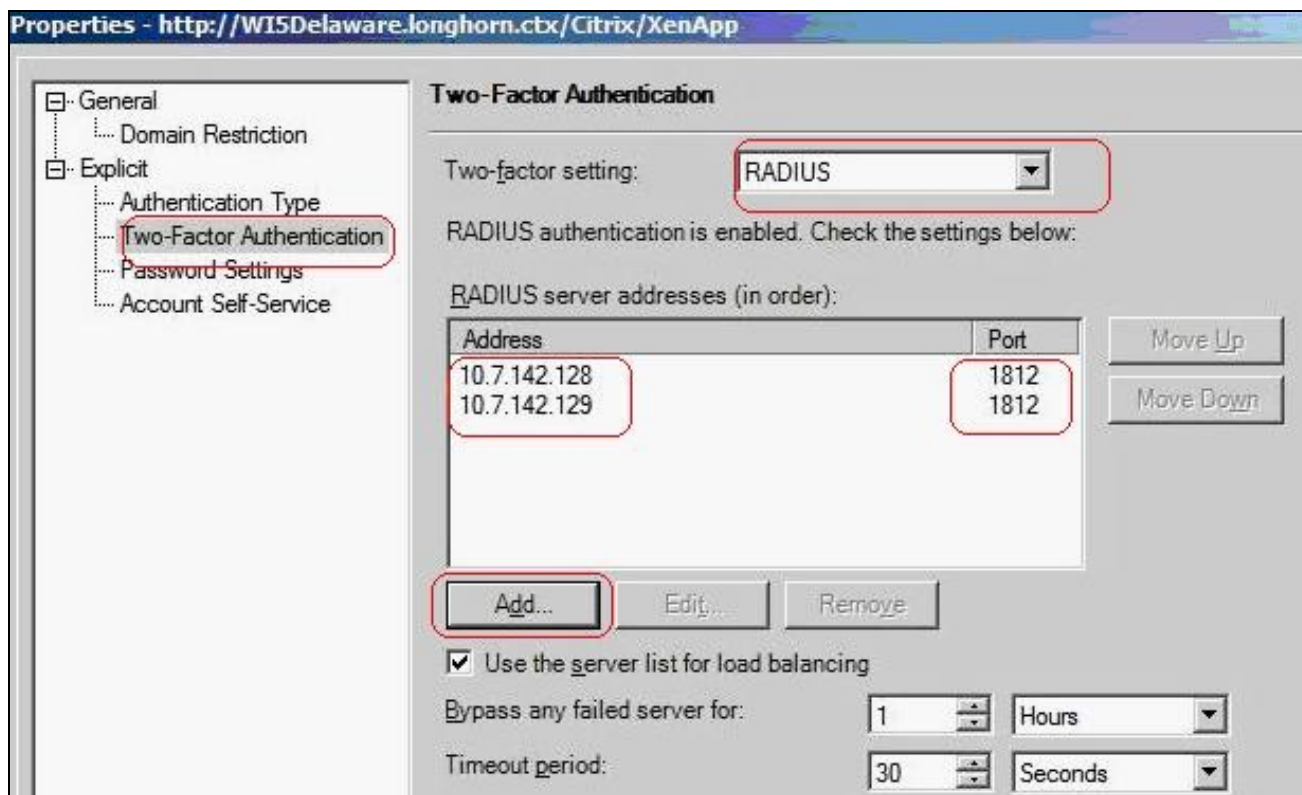 Properties - http://WI5Delaware.longhorn.ctx/Citrix/XenApp
General
Domain Restriction
Explicit
Authentication Type
Two-Factor Authentication
Password Settings
Account Self-Service
Two-Factor Authentication
Two-factor setting: RADIUS
RADIUS authentication is enabled. Check the settings below:
RADIUS server addresses (in order):
Address Port
10.7.142.128 1812
10.7.142.129 1812
Move Up
Move Down
Add... Edit... Remove
Use the server list for load balancing
Bypass any failed server for: 1 Hours
Timeout period: 30 Seconds